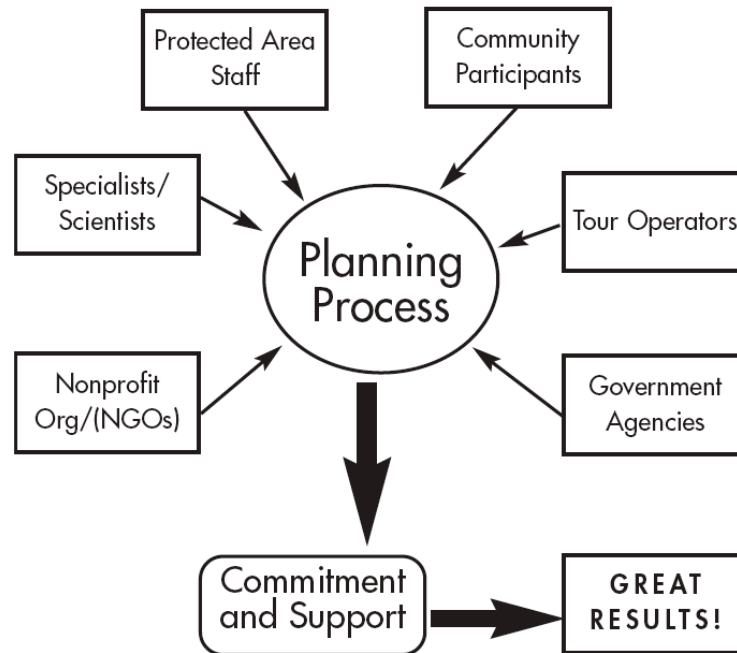 Protected Area
Staff
Community
Participants
Specialists/
Scientists
Tour Operators
Planning
Process
Nonprofit
Org/(NGOs)
Government
Agencies
Commitment
and Support
GREAT
RESULTS!